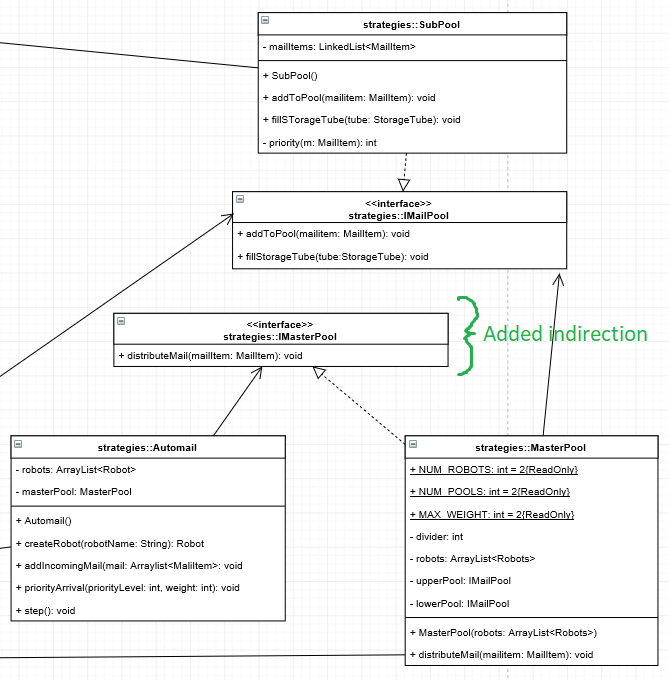 strategies::SubPool
- mailItems: LinkedList<MailItem>
+ SubPool()
+ addToPool(mailitem: MailItem): void
+ fillSTorageTube(tube: StorageTube): void
- priority(m: MailItem): int
<<interface>>
strategies::IMailPool
+ addToPool(mailitem: MailItem): void
+ fillStorageTube(tube:StorageTube): void
<<interface>>
strategies::IMasterPool
+ distributeMail(mailItem: MailItem): void
Added indirection
strategies::Automail
- robots: ArrayList<Robot>
- masterPool: MasterPool
+ Automail()
+ createRobot(robotName: String): Robot
+ addIncomingMail(mail: Arraylist<MaliItem>: void
+ priorityArrival(priorityLevel: int, weight: int): void
+ step(): void
strategies::MasterPool
+ NUM_ROBOTS: int = 2{ReadOnly}
+ NUM_POOLS: int = 2{ReadOnly}
+ MAX_WEIGHT: int = 2{ReadOnly}
- divider: int
- robots: ArrayList<Robots>
- upperPool: IMailPool
- lowerPool: IMailPool
+ MasterPool(robots: ArrayList<Robots>)
+ distributeMail(mailitem: MailItem): void